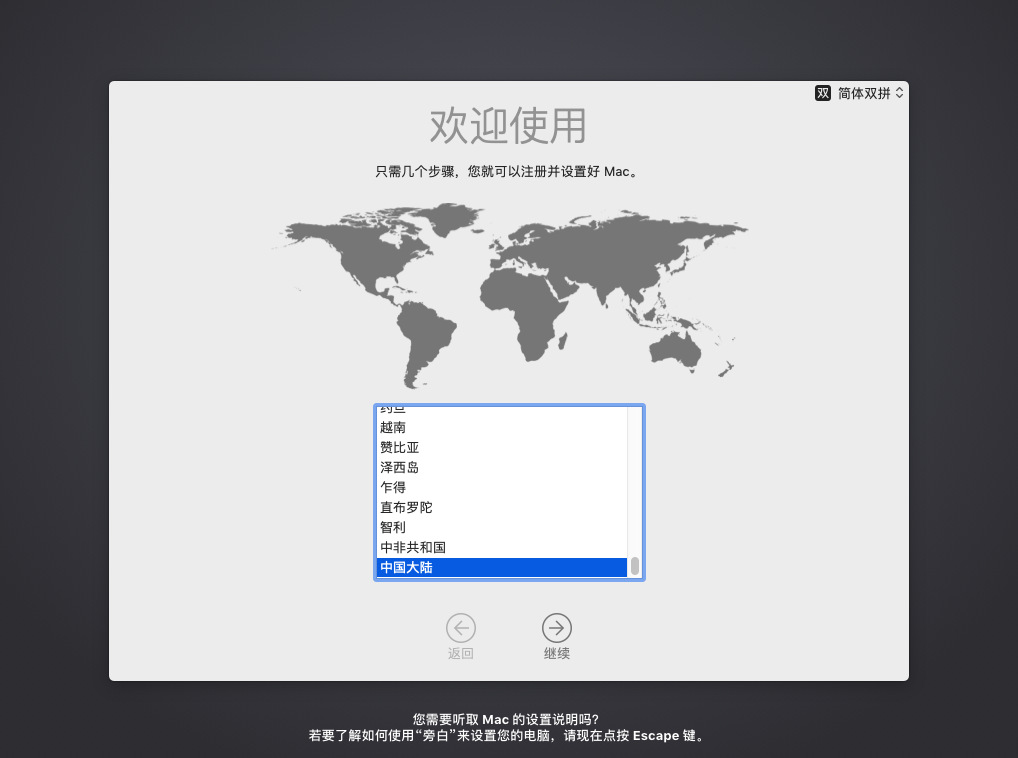 双 简体双拼
欢迎使用
只需几个步骤，您就可以注册并设置好 Mac。
约旦
越南
赞比亚
泽西岛
乍得
直布罗陀
智利
中非共和国
中国大陆
返回
继续
您需要听取 Mac 的设置说明吗？
若要了解如何使用“旁白”来设置您的电脑，请现在点按 Escape 键。